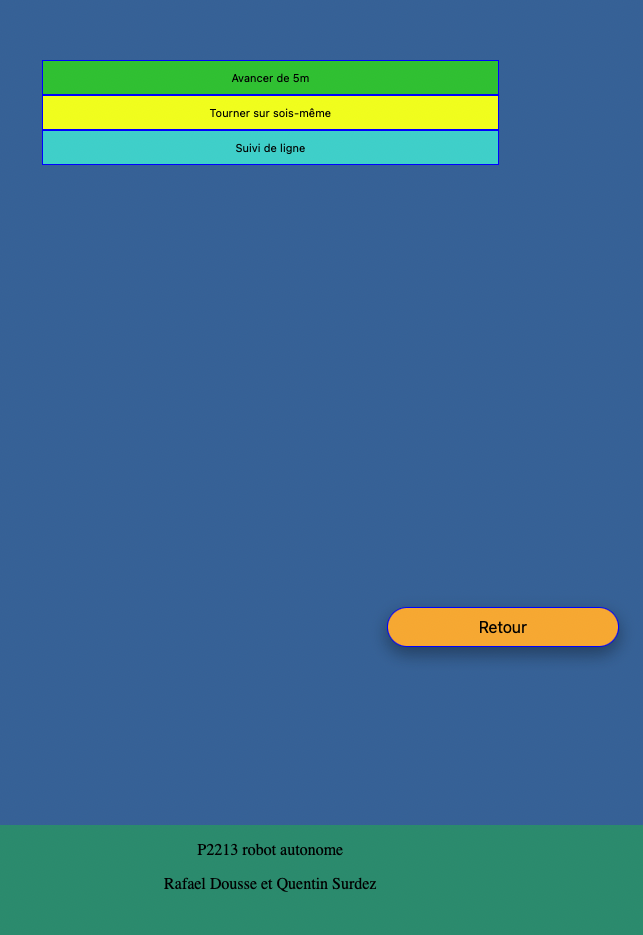 Avancer de 5m
Tourner sur sois-même
Suivi de ligne
Retour
P2213 robot autonome
Rafael Dousse et Quentin Surdez